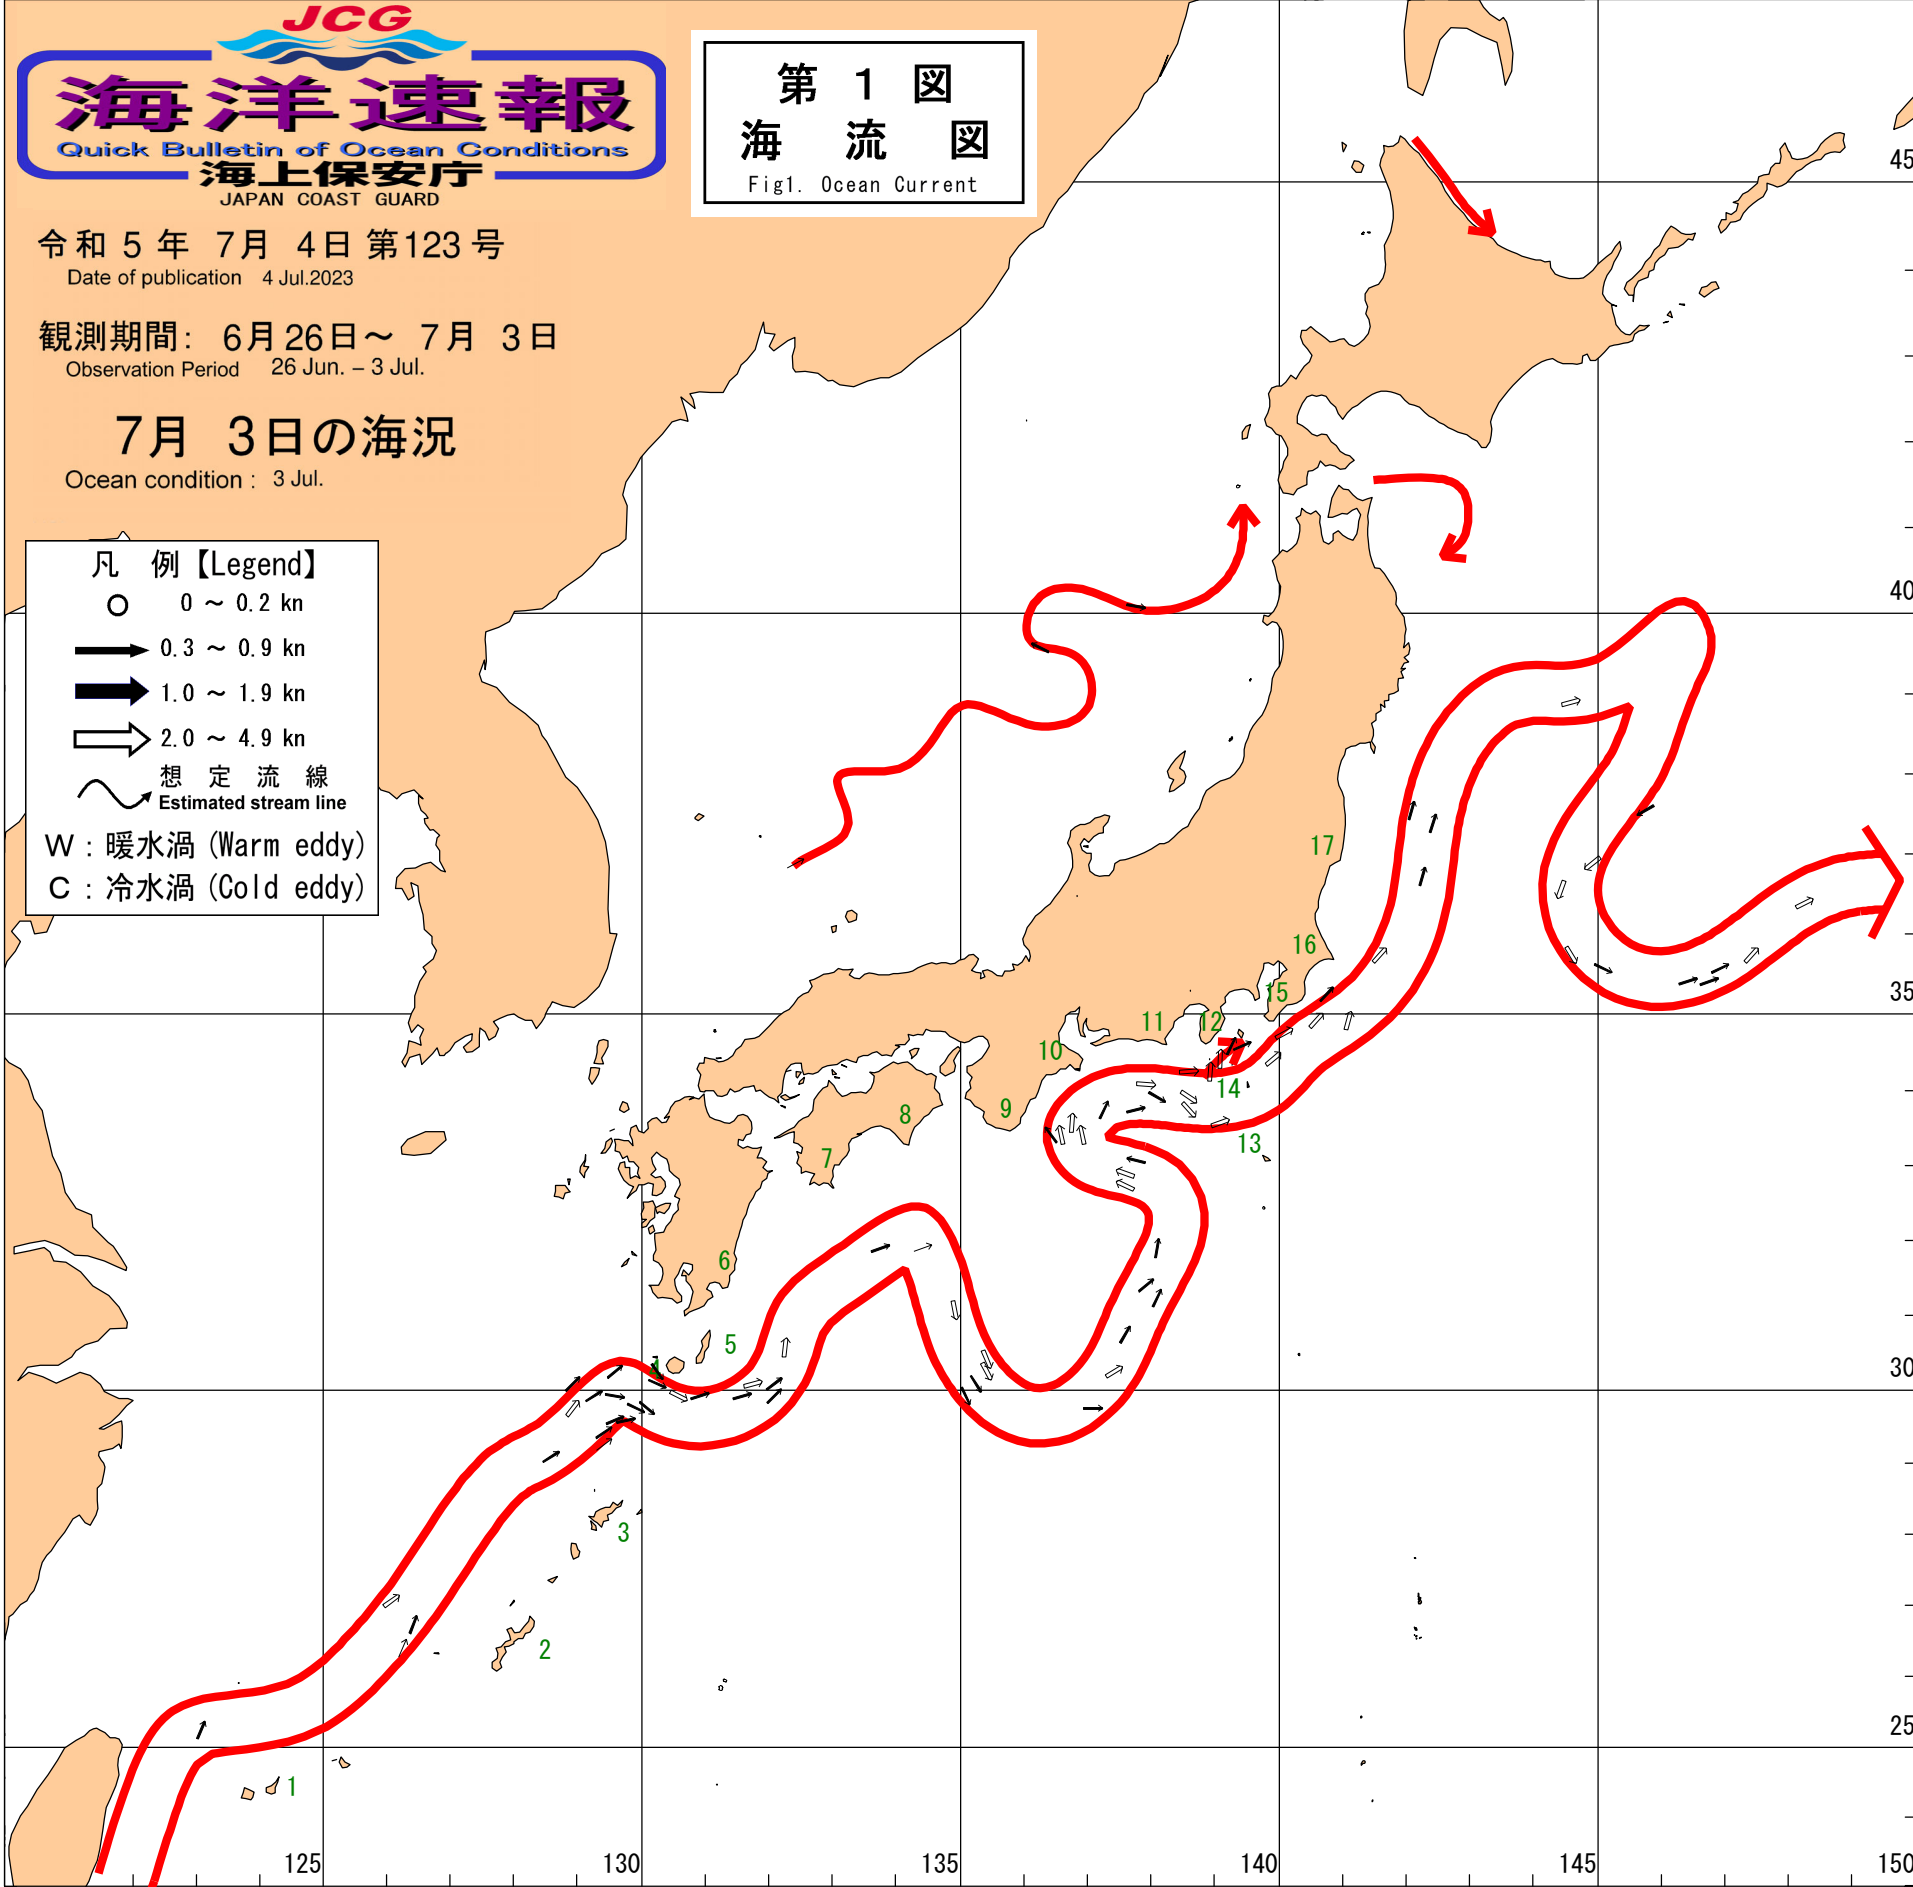 JCG
海洋速報
Quick Bulletin of Ocean Conditions
海上保安庁
JAPAN COAST GUARD
令和 5 年 7月 4日 第123 号
Date of publication 4 Jul.2023
観測期間: 6月 26日～ 7月 3日
Observation Period 26 Jun. – 3 Jul.
7月 3日の海況
Ocean condition : 3 Jul.
第 1 図
海 流 図
Fig1. Ocean Current
凡 例【Legend】
0 ～ 0.2 kn
0.3 ～ 0.9 kn
1.0 ～ 1.9 kn
2.0 ～ 4.9 kn
想 定 流 線
Estimated stream line
W : 暖水渦 (Warm eddy)
C : 冷水渦 (Cold eddy)
45
40
17
16
35
15
11
12
10
14
9
8
13
7
6
5
30
4
3
2
25
1
125
130
135
140
145
150